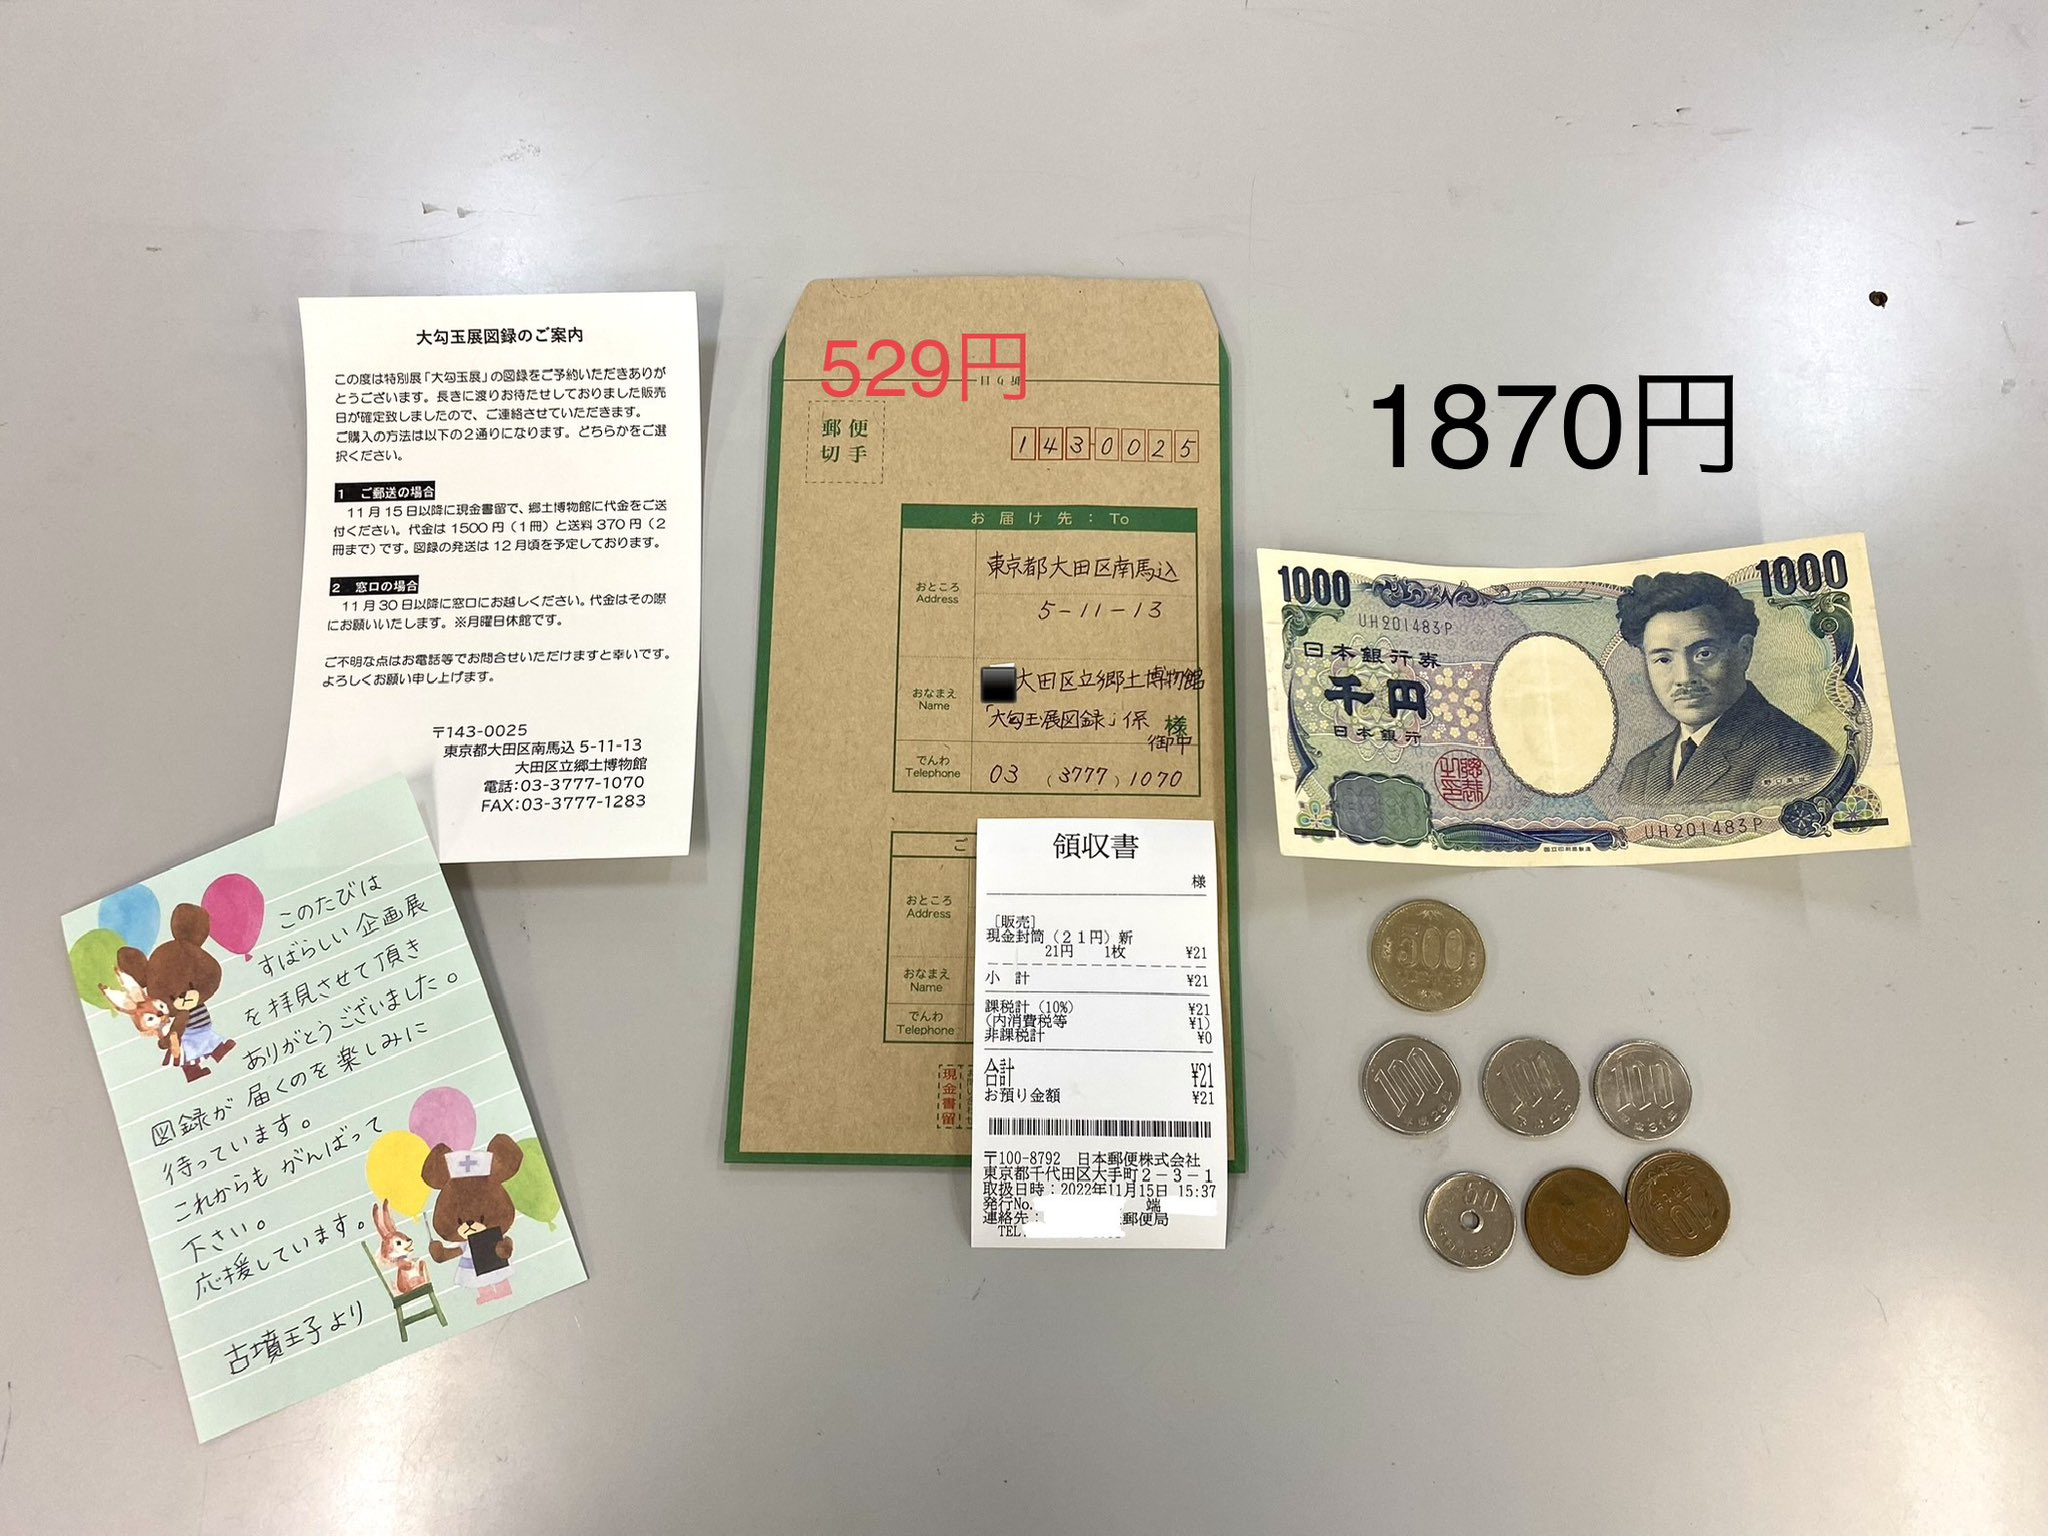 大勾玉展図録のご案内
この度は特別展「大勾玉展」の図録をご予約いただきありが
とうございます。長きに渡りお待たせしておりました販売
日が確定致しましたので、ご連絡させていただきます。
ご購入の方法は以下の2通りになります。どちらかをご選
択ください。
1 ご郵送の場合
11月15日以降に現金書留で、郷土博物館に代金をご送
付ください。代金は1500円（1冊）と送料370円（2
冊まで）です。図録の発送は12月頃を予定しております。
2 窓口の場合
11月30日以降に窓口にお越しください。代金はその際
にお願いいたします。※月曜日休館です。
ご不明な点はお電話等でお問合せいただけますと幸いです。
よろしくお願い申し上げます。
〒143-0025
東京都大田区南馬込 5-11-13
大田区立郷土博物館
電話：03-3777-1070
FAX：03-3777-1283
このたびは
すばらしい企画展
を拝見させて頂き
ありがとうございました。
図録が届くのを楽しみに
待っています。
これからもがんばって
下さい。
応援しています。
古墳王子より
529円
折り目
郵便
切手
1430025
お届け先：To
おところ
Address
東京都大田区南馬込
5-11-13
おなまえ
Name
大田区立郷土博物館
「大勾玉展図録」係 様
御中
でんわ
Telephone
03 (3777) 1070
ご
おところ
Address
おなまえ
Name
でんわ
Telephone
現金書留
領収書
様
［販売］
現金封筒（21円）新
21円 1枚 ¥21
小 計 ¥21
課税計（10%） ¥21
（内消費税等 ¥1）
非課税計 ¥0
合計 ¥21
お預り金額 ¥21
〒100-8792 日本郵便株式会社
東京都千代田区大手町2－3－1
取扱日時：2022年11月15日 15:37
発行No. 端
連絡先： 郵便局
TEL
1870円
1000
1000
UH201483P
日本銀行券
千円
日本銀行
野口英世
UH201483P
国立印刷局製造
500
100
100
100
50
10